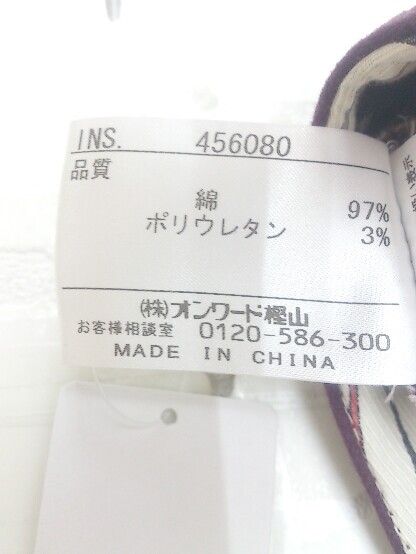 INS. 456080
品質
綿 97%
ポリウレタン 3%
(株)オンワード樫山
お客様相談室 0120-586-300
MADE IN CHINA